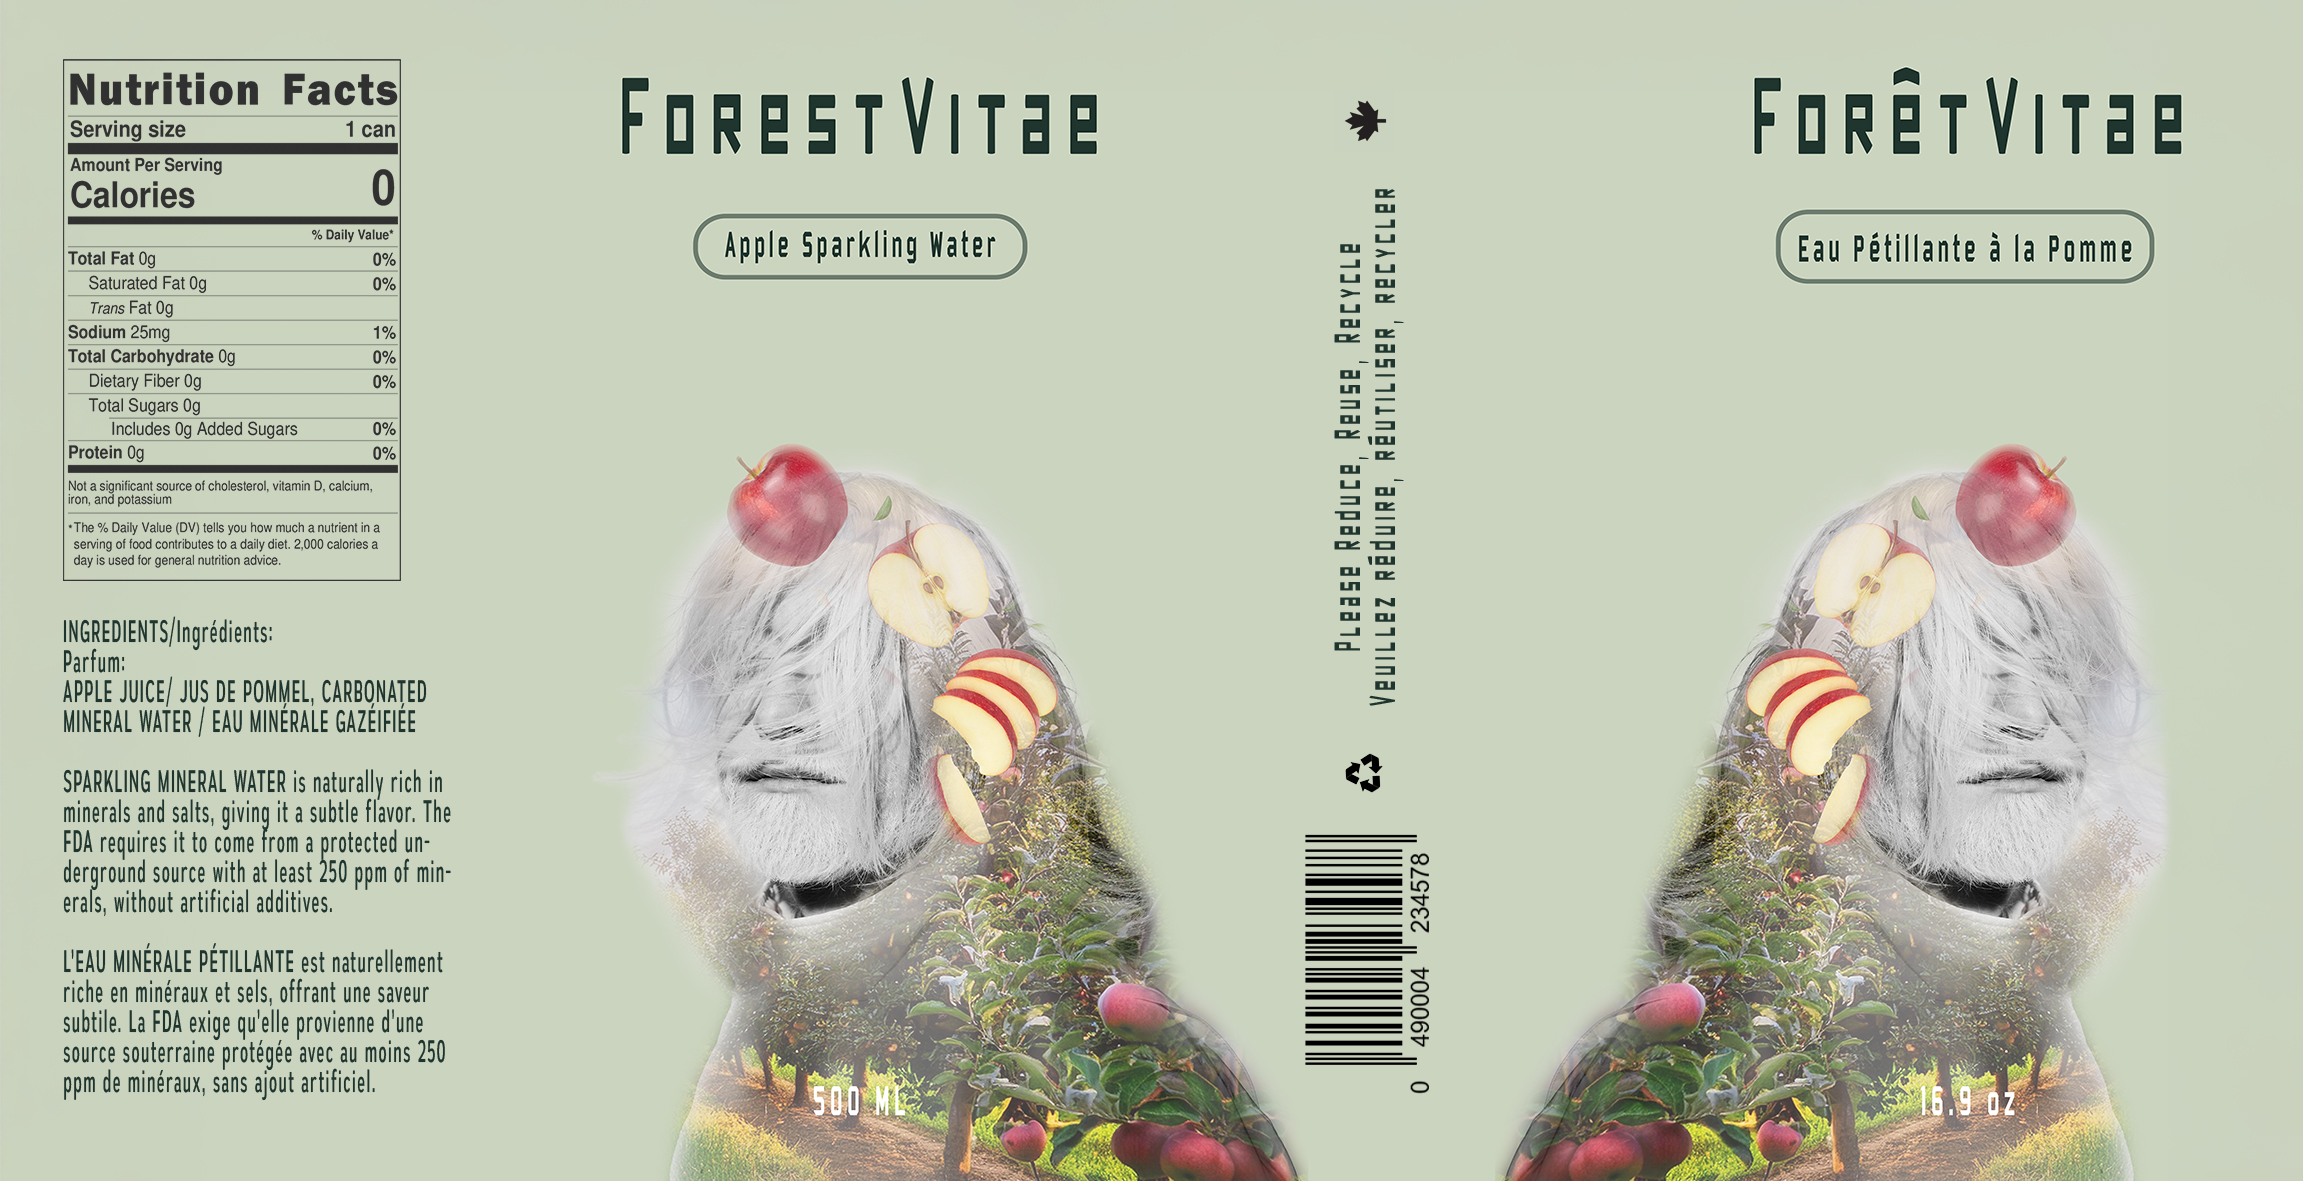 Nutrition Facts
Serving size 1 can
Amount Per Serving
Calories 0
% Daily Value*
Total Fat 0g 0%
Saturated Fat 0g 0%
Trans Fat 0g
Sodium 25mg 1%
Total Carbohydrate 0g 0%
Dietary Fiber 0g 0%
Total Sugars 0g
Includes 0g Added Sugars 0%
Protein 0g 0%
Not a significant source of cholesterol, vitamin D, calcium,
iron, and potassium
*The % Daily Value (DV) tells you how much a nutrient in a
serving of food contributes to a daily diet. 2,000 calories a
day is used for general nutrition advice.
INGREDIENTS/Ingrédients:
Parfum:
APPLE JUICE/ JUS DE POMMEL, CARBONATED
MINERAL WATER / EAU MINÉRALE GAZÉIFIÉE
SPARKLING MINERAL WATER is naturally rich in
minerals and salts, giving it a subtle flavor. The
FDA requires it to come from a protected un-
derground source with at least 250 ppm of min-
erals, without artificial additives.
L'EAU MINÉRALE PÉTILLANTE est naturellement
riche en minéraux et sels, offrant une saveur
subtile. La FDA exige qu'elle provienne d'une
source souterraine protégée avec au moins 250
ppm de minéraux, sans ajout artificiel.
ForestVitae
Apple Sparkling Water
500 ML
Please Reduce, Reuse, Recycle
Veuillez réduire, réutiliser, recycler
0 490004 234578
ForêtVitae
Eau Pétillante à la Pomme
16.9 oz